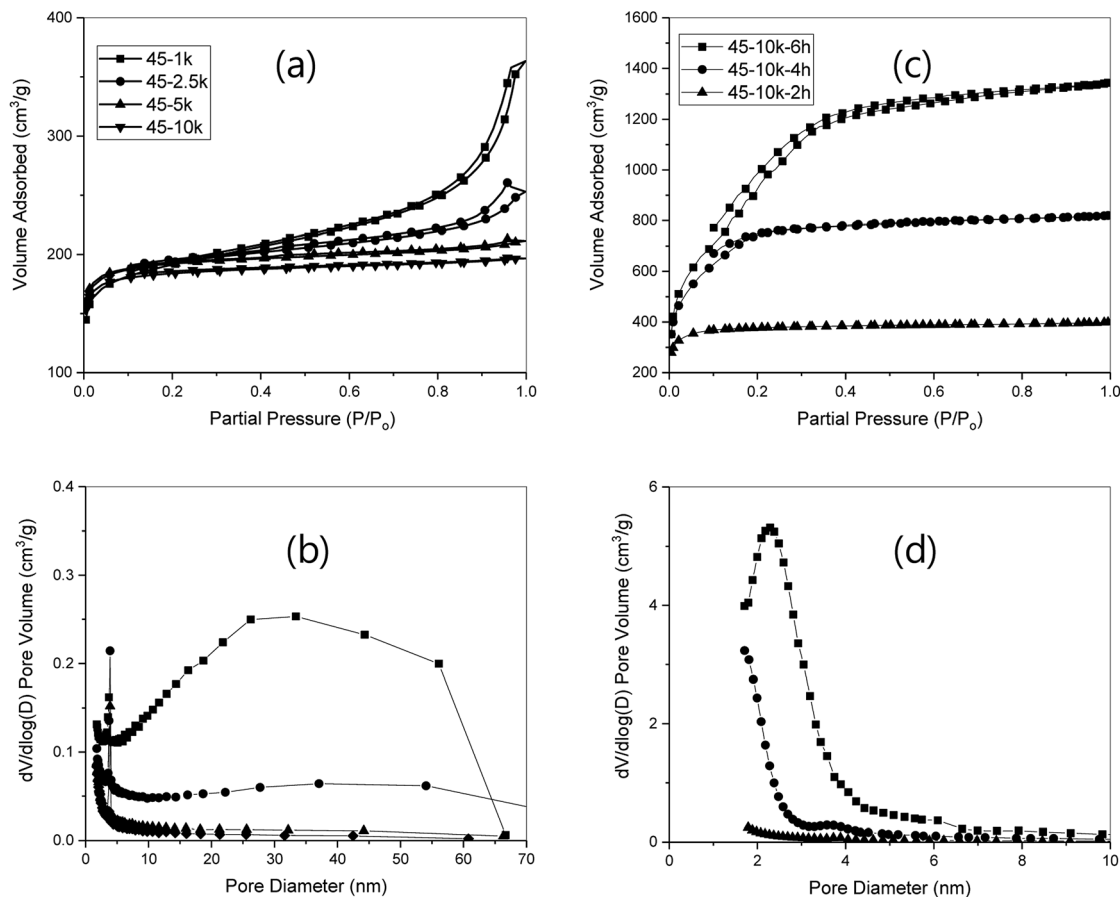 (a)
45-1k
45-2.5k
45-5k
45-10k
400
300
200
100
Volume Adsorbed (cm³/g)
0.0 0.2 0.4 0.6 0.8 1.0
Partial Pressure (P/Pₒ)
(c)
45-10k-6h
45-10k-4h
45-10k-2h
1600
1400
1200
1000
800
600
400
200
Volume Adsorbed (cm³/g)
0.0 0.2 0.4 0.6 0.8 1.0
Partial Pressure (P/Pₒ)
(b)
0.4
0.3
0.2
0.1
0.0
dV/dlog(D) Pore Volume (cm³/g)
0 10 20 30 40 50 60 70
Pore Diameter (nm)
(d)
6
4
2
0
dV/dlog(D) Pore Volume (cm³/g)
0 2 4 6 8 10
Pore Diameter (nm)